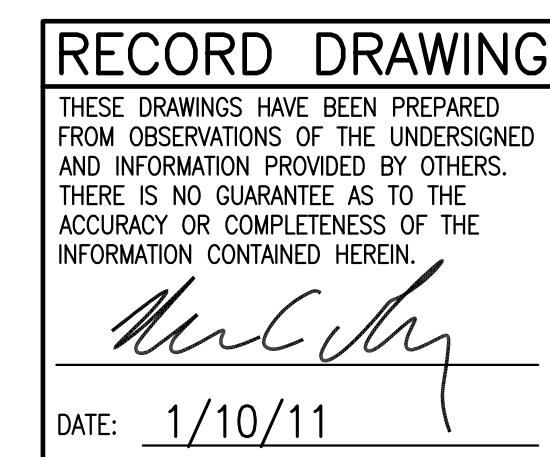 RECORD DRAWING
THESE DRAWINGS HAVE BEEN PREPARED
FROM OBSERVATIONS OF THE UNDERSIGNED
AND INFORMATION PROVIDED BY OTHERS.
THERE IS NO GUARANTEE AS TO THE
ACCURACY OR COMPLETENESS OF THE
INFORMATION CONTAINED HEREIN.
DATE: 1/10/11